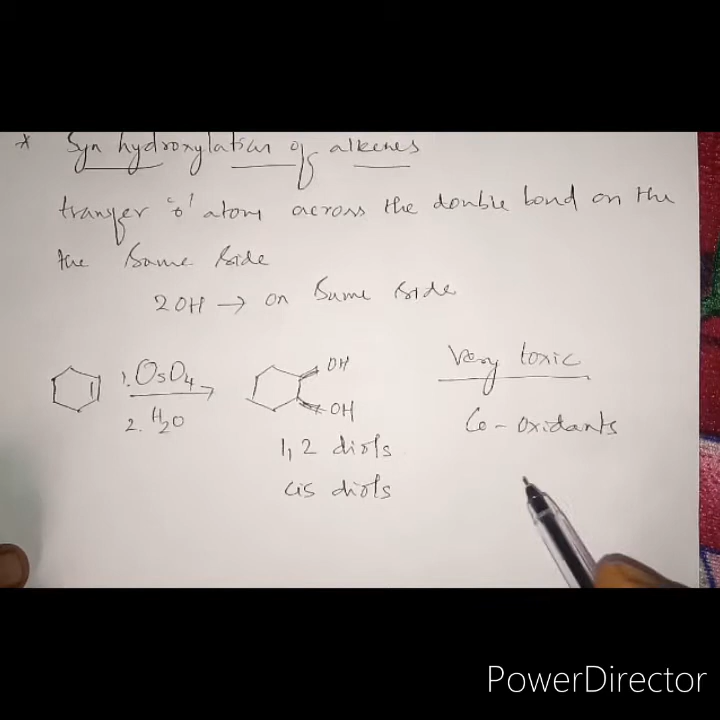 * Syn hydroxylation of alkenes
transfer 'o' atom across the double bond on the
the same side
2OH → on same side
1. OsO4
2. H2O
OH
OH
1,2 diols
cis diols
Very toxic
Co-oxidants
PowerDirector